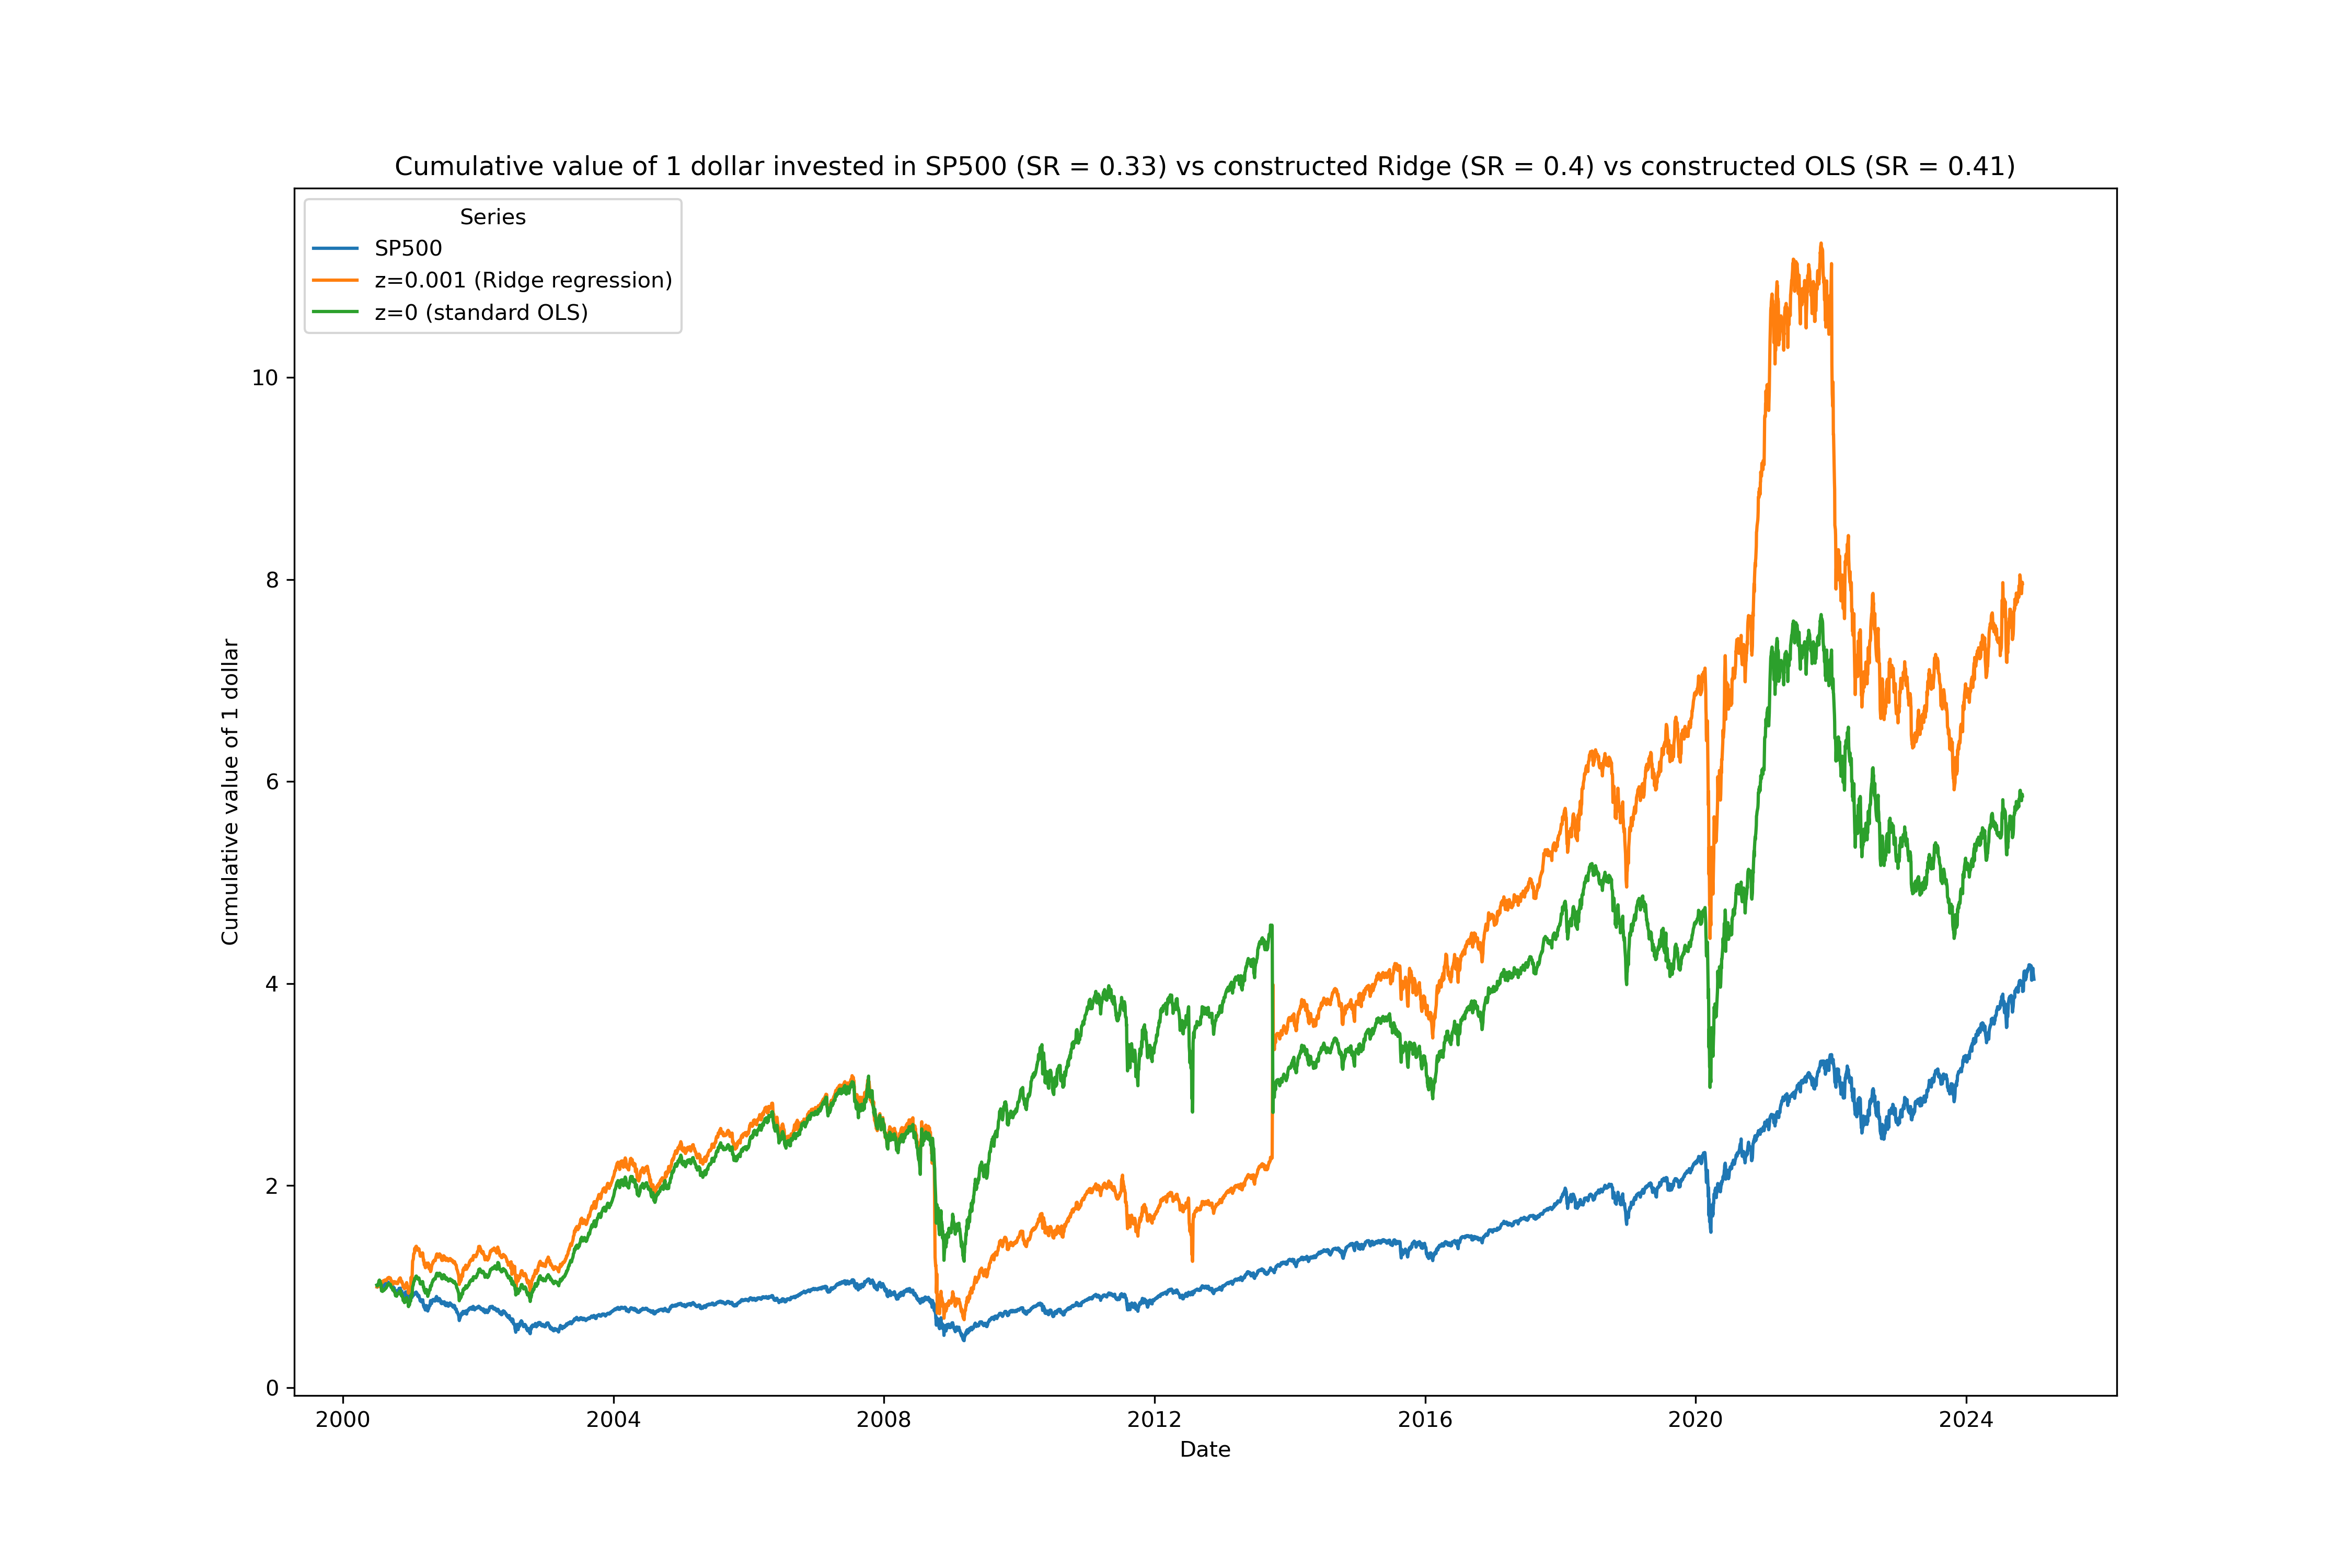 Cumulative value of 1 dollar invested in SP500 (SR = 0.33) vs constructed Ridge (SR = 0.4) vs constructed OLS (SR = 0.41)
Series
SP500
z=0.001 (Ridge regression)
z=0 (standard OLS)
Cumulative value of 1 dollar
10
8
6
4
2
0
2000 2004 2008 2012 2016 2020 2024
Date